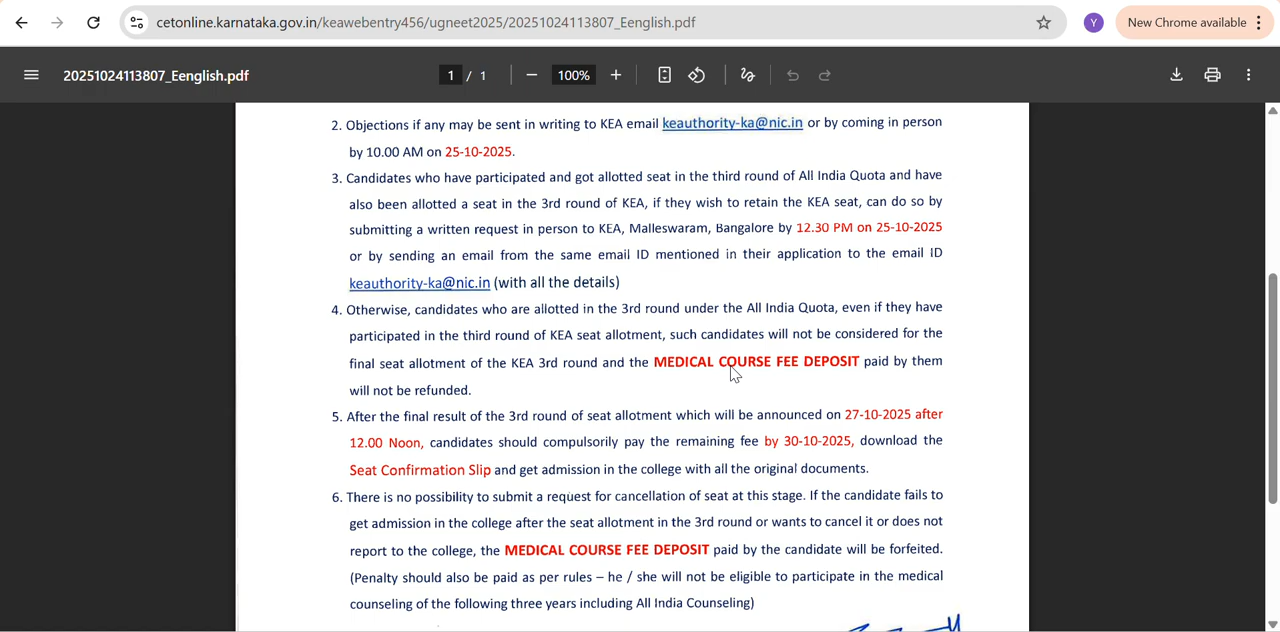 cetonline.karnataka.gov.in/keawebentry456/ugneet2025/20251024113807_Eenglish.pdf
Y
New Chrome available
20251024113807_Eenglish.pdf
1 / 1
100%
2. Objections if any may be sent in writing to KEA email keauthority-ka@nic.in or by coming in person
by 10.00 AM on 25-10-2025.
3. Candidates who have participated and got allotted seat in the third round of All India Quota and have
also been allotted a seat in the 3rd round of KEA, if they wish to retain the KEA seat, can do so by
submitting a written request in person to KEA, Malleswaram, Bangalore by 12.30 PM on 25-10-2025
or by sending an email from the same email ID mentioned in their application to the email ID
keauthority-ka@nic.in (with all the details)
4. Otherwise, candidates who are allotted in the 3rd round under the All India Quota, even if they have
participated in the third round of KEA seat allotment, such candidates will not be considered for the
final seat allotment of the KEA 3rd round and the MEDICAL COURSE FEE DEPOSIT paid by them
will not be refunded.
5. After the final result of the 3rd round of seat allotment which will be announced on 27-10-2025 after
12.00 Noon, candidates should compulsorily pay the remaining fee by 30-10-2025, download the
Seat Confirmation Slip and get admission in the college with all the original documents.
6. There is no possibility to submit a request for cancellation of seat at this stage. If the candidate fails to
get admission in the college after the seat allotment in the 3rd round or wants to cancel it or does not
report to the college, the MEDICAL COURSE FEE DEPOSIT paid by the candidate will be forfeited.
(Penalty should also be paid as per rules – he / she will not be eligible to participate in the medical
counseling of the following three years including All India Counseling)